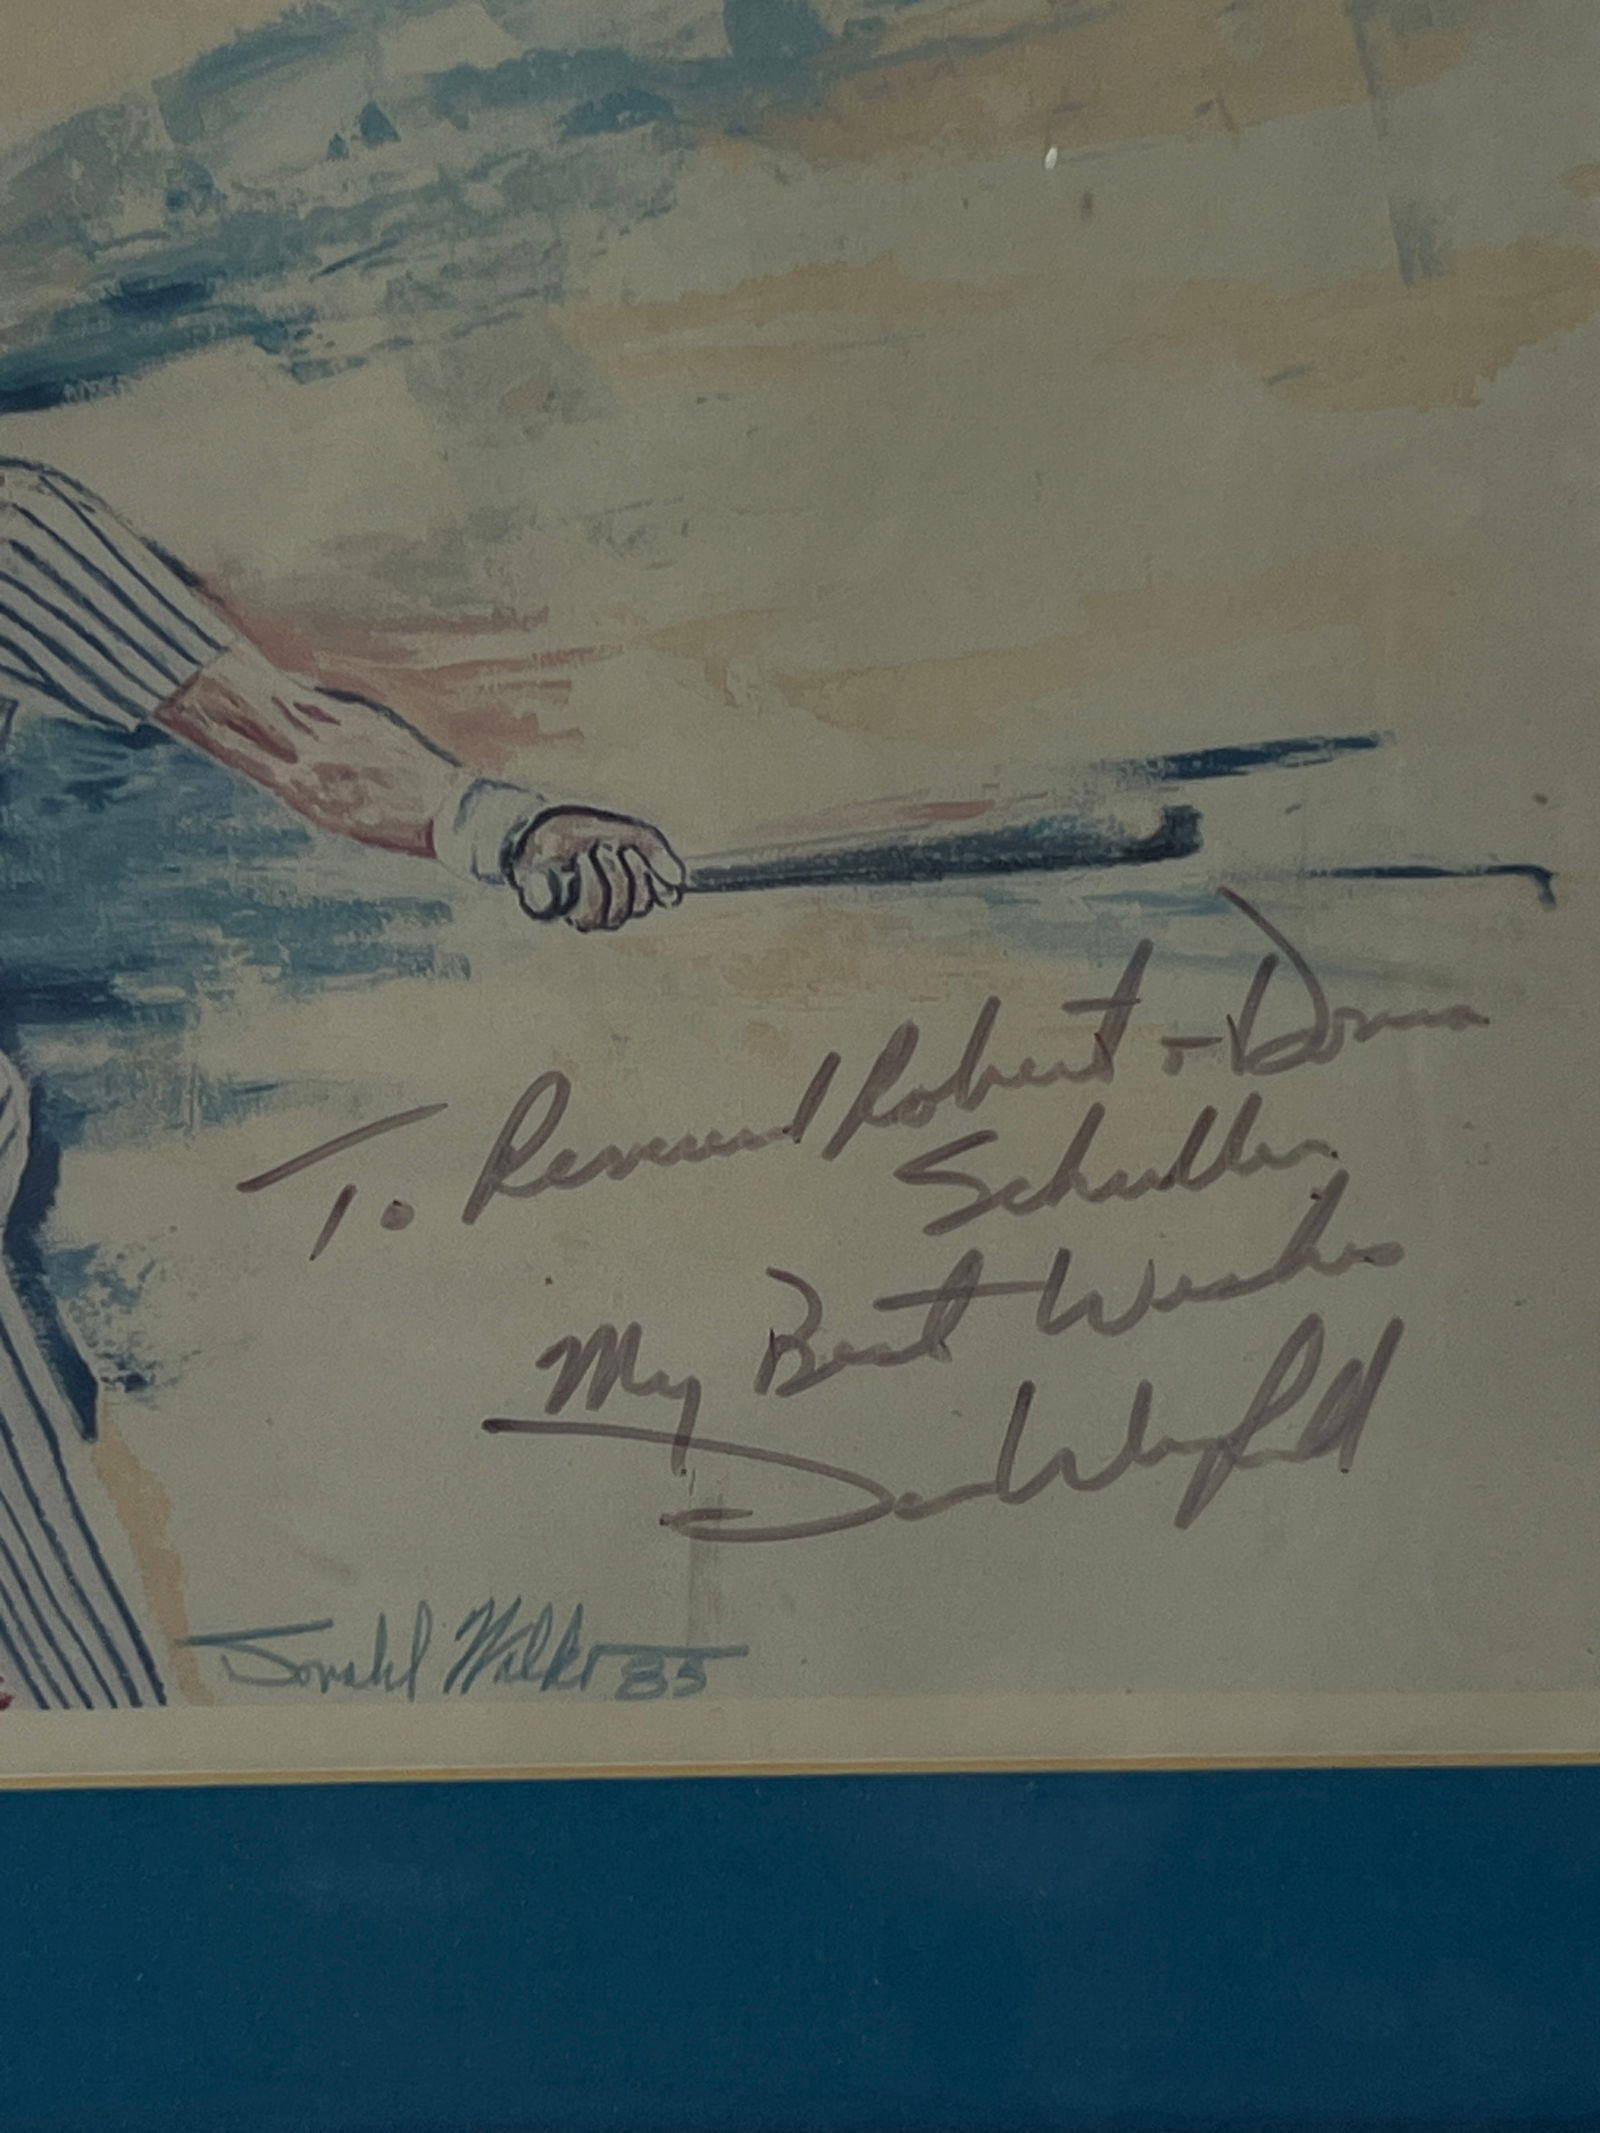 To Reverend Robert + Donna
Schuller
My Best Wishes
Dave Winfield
Donald Walker 85